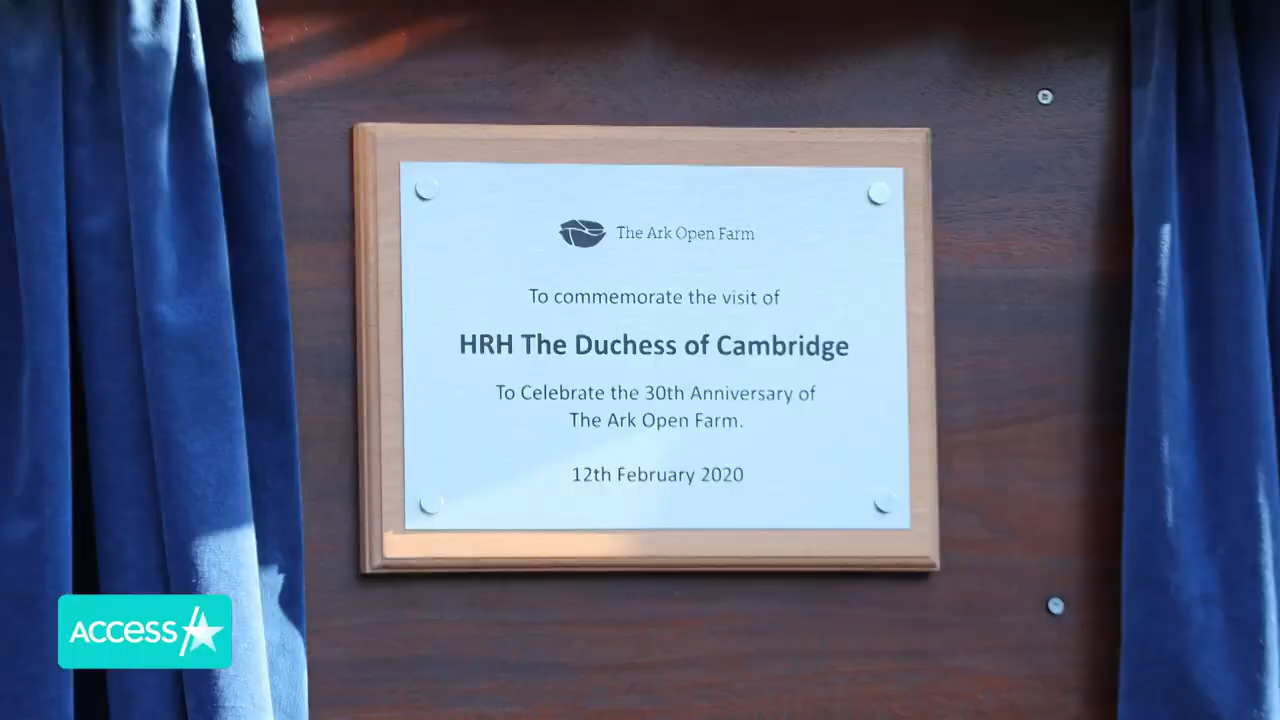 The Ark Open Farm
To commemorate the visit of
HRH The Duchess of Cambridge
To Celebrate the 30th Anniversary of
The Ark Open Farm.
12th February 2020
ACCESS